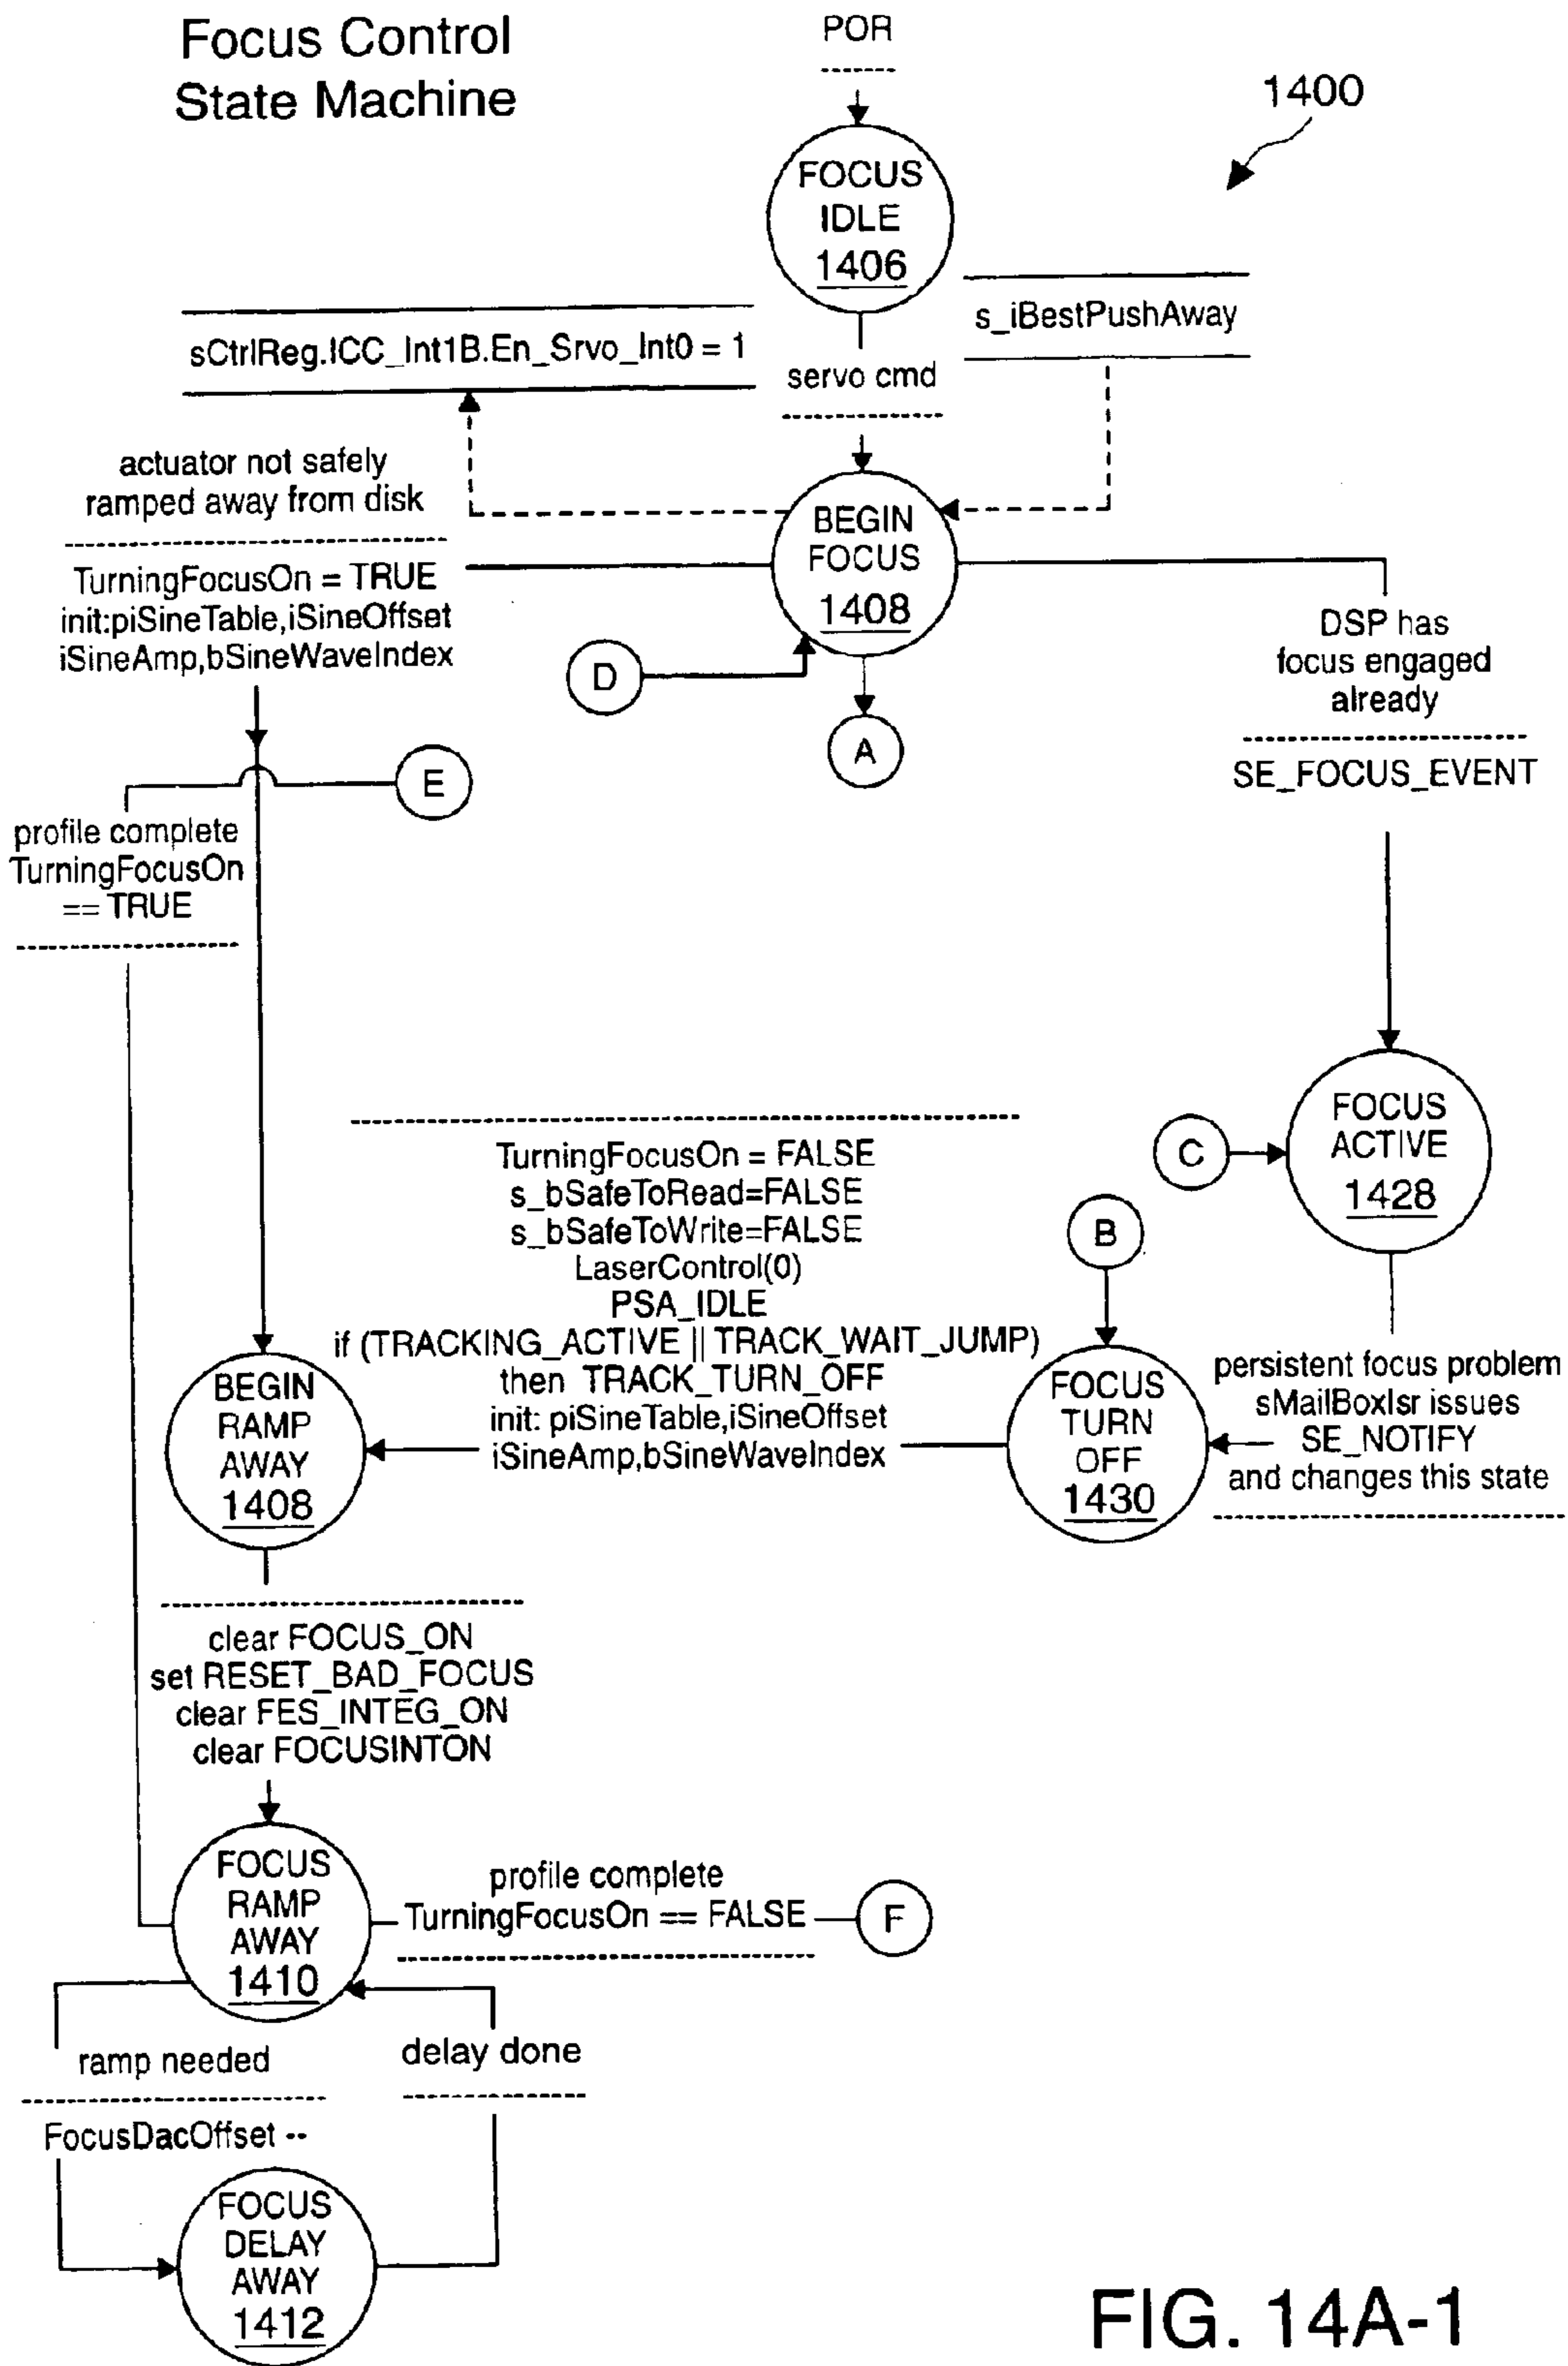 Focus Control
State Machine
POR
1400
FOCUS
IDLE
1406
sCtrlReg.ICC_Int1B.En_Srvo_Int0 = 1
s_iBestPushAway
servo cmd
actuator not safely
ramped away from disk
TurningFocusOn = TRUE
init:piSineTable,iSineOffset
iSineAmp,bSineWaveIndex
BEGIN
FOCUS
1408
D
A
DSP has
focus engaged
already
SE_FOCUS_EVENT
E
profile complete
TurningFocusOn
== TRUE
TurningFocusOn = FALSE
s_bSafeToRead=FALSE
s_bSafeToWrite=FALSE
LaserControl(0)
PSA_IDLE
if (TRACKING_ACTIVE || TRACK_WAIT_JUMP)
then TRACK_TURN_OFF
init: piSineTable,iSineOffset
iSineAmp,bSineWaveIndex
C
FOCUS
ACTIVE
1428
B
BEGIN
RAMP
AWAY
1408
FOCUS
TURN
OFF
1430
persistent focus problem
sMailBoxIsr issues
SE_NOTIFY
and changes this state
clear FOCUS_ON
set RESET_BAD_FOCUS
clear FES_INTEG_ON
clear FOCUSINTON
FOCUS
RAMP
AWAY
1410
profile complete
TurningFocusOn == FALSE
F
ramp needed
delay done
FocusDacOffset --
FOCUS
DELAY
AWAY
1412
FIG. 14A-1